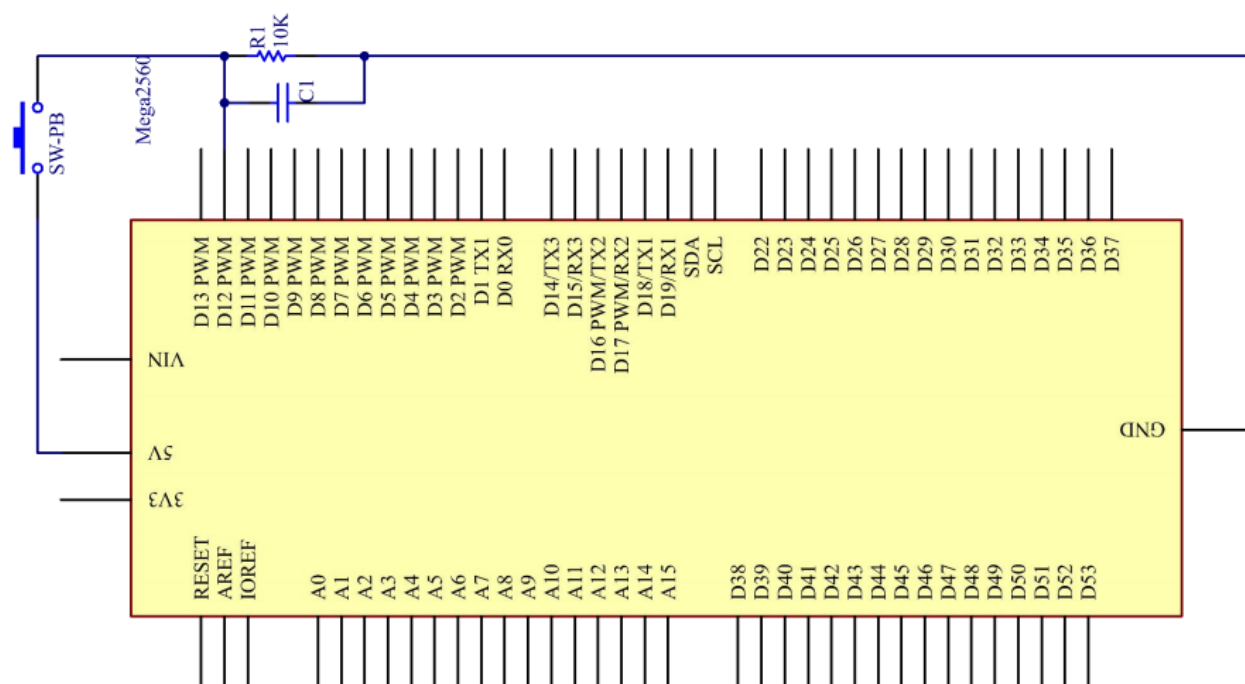 R1
10K
C1
Mega2560
SW-PB
D13 PWM
D12 PWM
D11 PWM
D10 PWM
D9 PWM
D8 PWM
D7 PWM
D6 PWM
D5 PWM
D4 PWM
D3 PWM
D2 PWM
D1 TX1
D0 RX0
D14/TX3
D15/RX3
D16 PWM/TX2
D17 PWM/RX2
D18/TX1
D19/RX1
SDA
SCL
D22
D23
D24
D25
D26
D27
D28
D29
D30
D31
D32
D33
D34
D35
D36
D37
VIN
5V
3V3
GND
RESET
AREF
IOREF
A0
A1
A2
A3
A4
A5
A6
A7
A8
A9
A10
A11
A12
A13
A14
A15
D38
D39
D40
D41
D42
D43
D44
D45
D46
D47
D48
D49
D50
D51
D52
D53